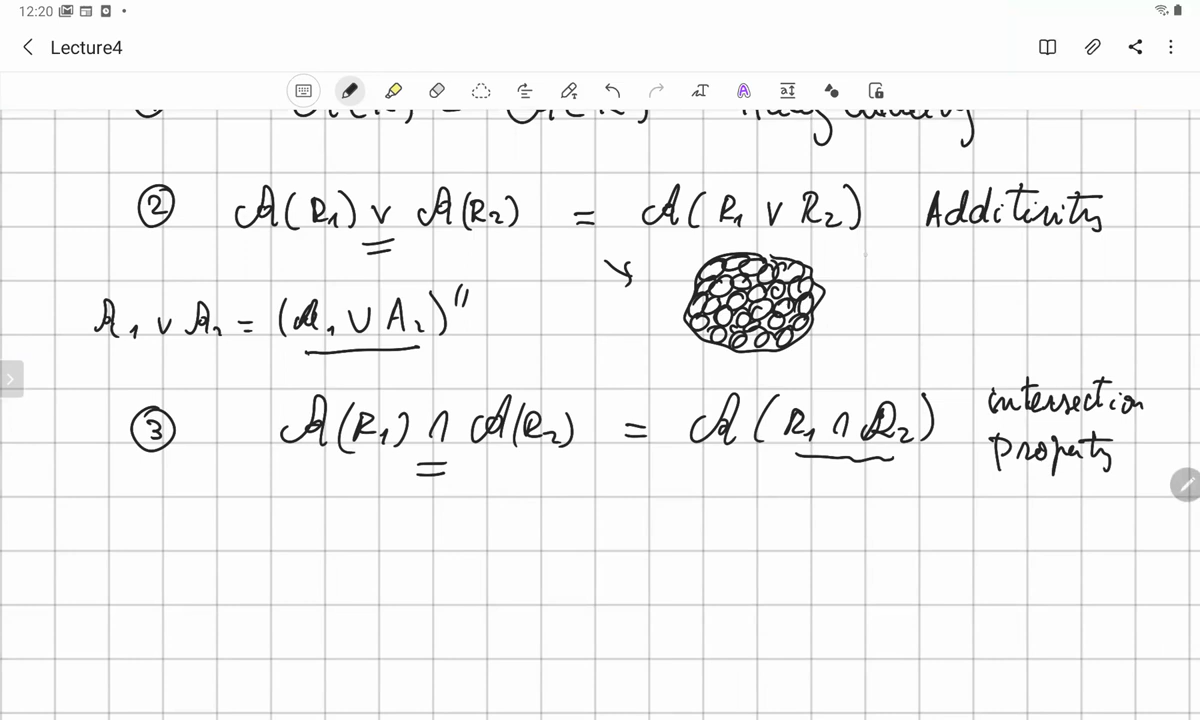 12:20
Lecture4
② 𝒜(R₁) ∨ 𝒜(R₂) = 𝒜(R₁ ∨ R₂) Additivity
𝒜₁ ∨ 𝒜₂ = (𝒜₁ ∪ A₂)″
③ 𝒜(R₁) ∩ 𝒜(R₂) = 𝒜(R₁ ∩ R₂) intersection
property